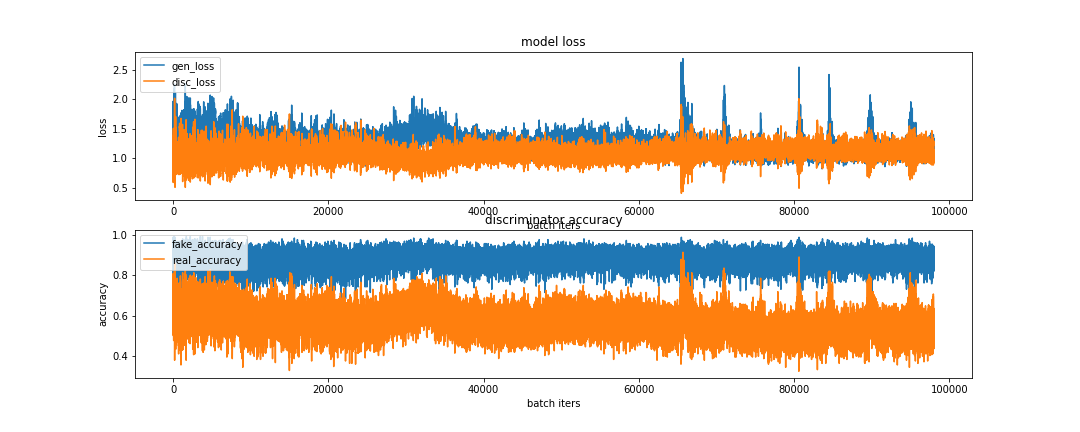 model loss
gen_loss
disc_loss
loss
2.5
2.0
1.5
1.0
0.5
0 20000 40000 60000 80000 100000
batch iters
discriminator accuracy
fake_accuracy
real_accuracy
accuracy
1.0
0.8
0.6
0.4
0 20000 40000 60000 80000 100000
batch iters